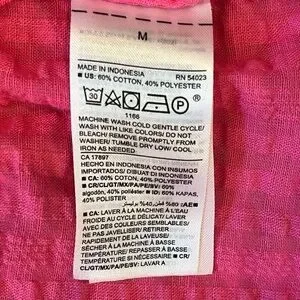 M
MADE IN INDONESIA RN 54023
■ US: 60% COTTON, 40% POLYESTER
30 P
1166
MACHINE WASH COLD GENTLE CYCLE/
WASH WITH LIKE COLORS/ DO NOT
BLEACH/ REMOVE PROMPTLY/ WARMER
WEATHER/ TUMBLE DRY LOW/ COOL
IRON AS NEEDED
CA 17897
HECHO EN INDONESIA CON INSUMOS
IMPORTADOS/ DIBUAT DI INDONESIA
■ CA: 60% COTON, 40% POLYESTER
■ CR/CL/GT/MX/PA/PE/SV: 60%
algodón, 40% poliéster ■ ID: 60% KAPAS,
40% POLISTER
■ CA: LAVER À LA MACHINE À L'EAU
FROIDE AU CYCLE DÉLICAT/ LAVER
AVEC DES COULEURS SEMBLABLES/
NE PAS JAVELLISER/ RETIRER
RAPIDEMENT DE LA LAVEUSE/
SÉCHER À LA MACHINE À BASSE
TEMPÉRATURE/ REPASSER À BASSE
TEMPÉRATURE SI NÉCESSAIRE ■ CR/
CL/GT/MX/PA/PE/SV: LAVAR A